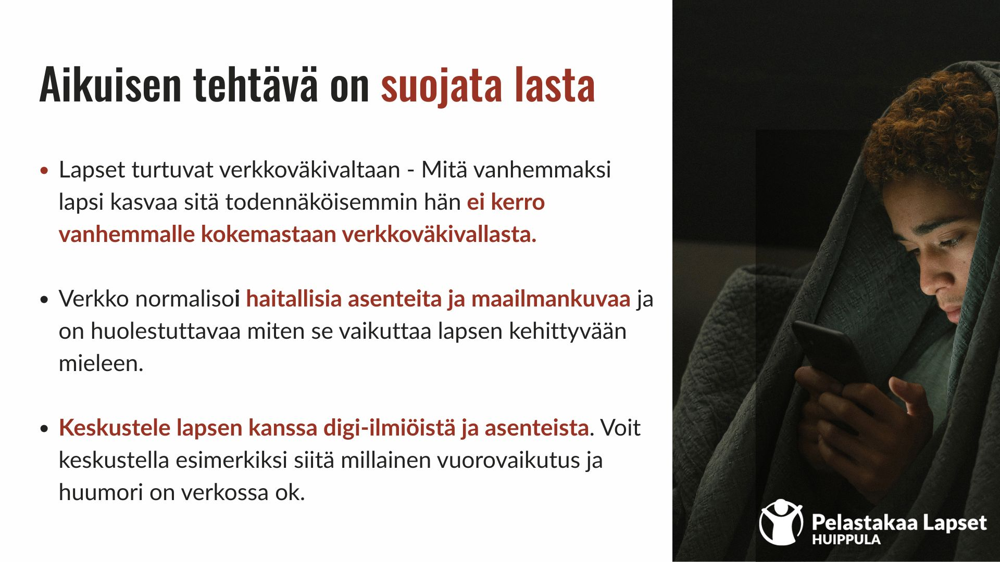 Aikuisen tehtävä on suojata lasta
• Lapset turtuvat verkkoväkivaltaan - Mitä vanhemmaksi
lapsi kasvaa sitä todennäköisemmin hän ei kerro
vanhemmalle kokemastaan verkkoväkivallasta.
• Verkko normalisoi haitallisia asenteita ja maailmankuvaa ja
on huolestuttavaa miten se vaikuttaa lapsen kehittyvään
mieleen.
• Keskustele lapsen kanssa digi-ilmiöistä ja asenteista. Voit
keskustella esimerkiksi siitä millainen vuorovaikutus ja
huumori on verkossa ok.
Pelastakaa Lapset
HUIPPULA